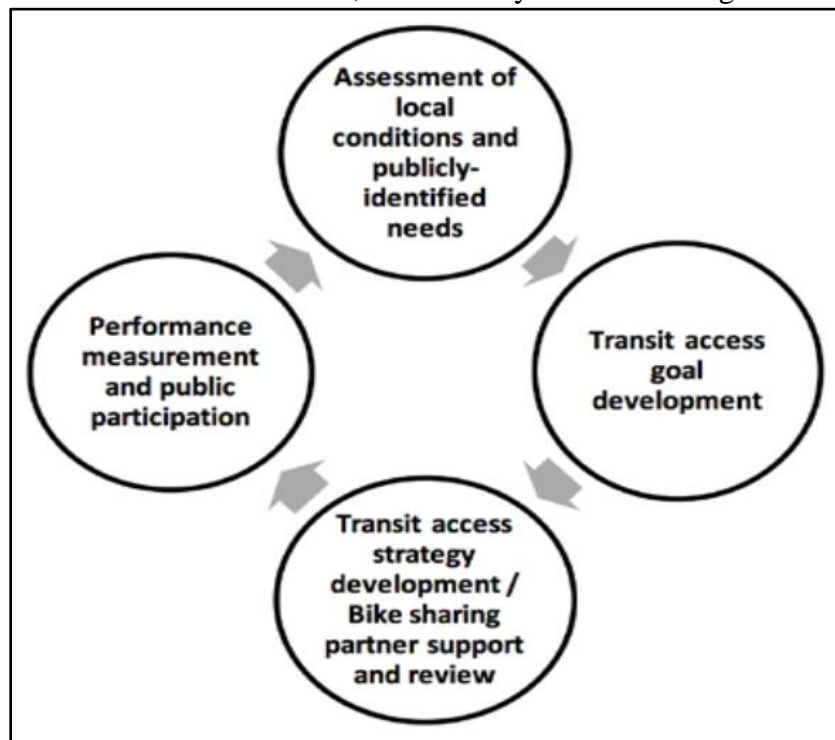 Assessment of
local
conditions and
publicly-
identified
needs
Transit access
goal
development
Transit access
strategy
development /
Bike sharing
partner support
and review
Performance
measurement
and public
participation